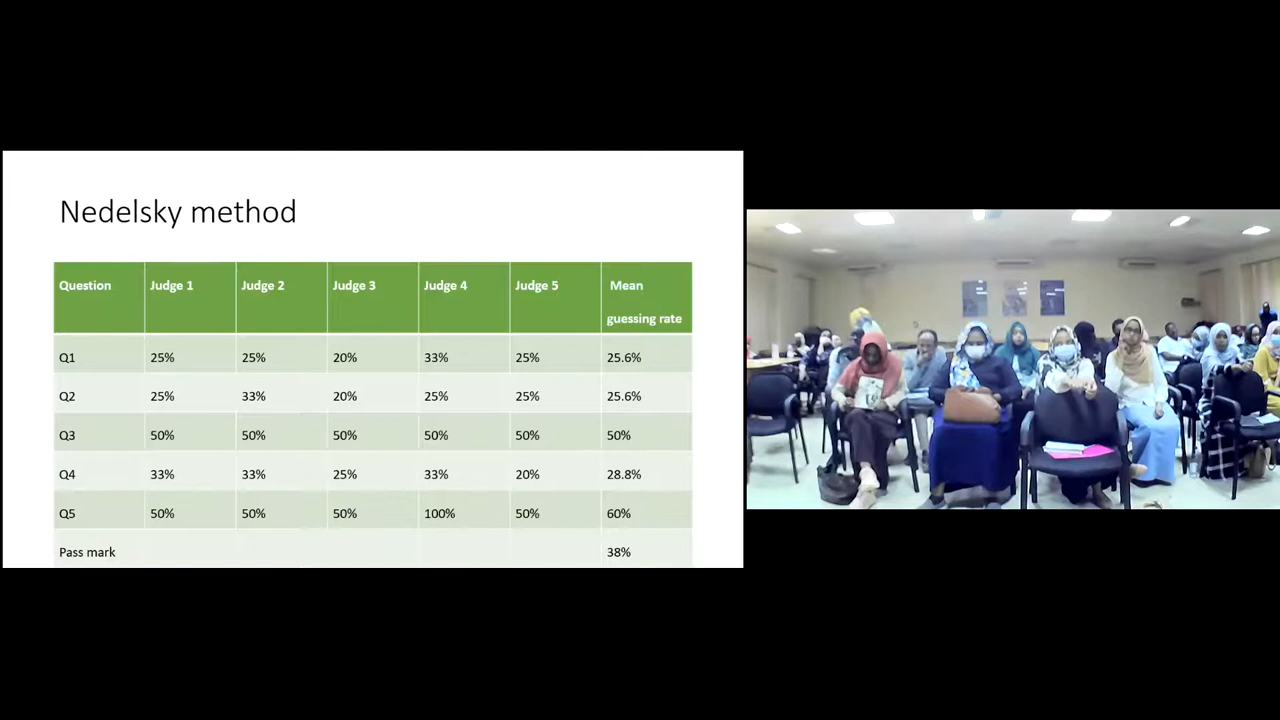 Nedelsky method
Question Judge 1 Judge 2 Judge 3 Judge 4 Judge 5 Mean
guessing rate
Q1 25% 25% 20% 33% 25% 25.6%
Q2 25% 33% 20% 25% 25% 25.6%
Q3 50% 50% 50% 50% 50% 50%
Q4 33% 33% 25% 33% 20% 28.8%
Q5 50% 50% 50% 100% 50% 60%
Pass mark 38%